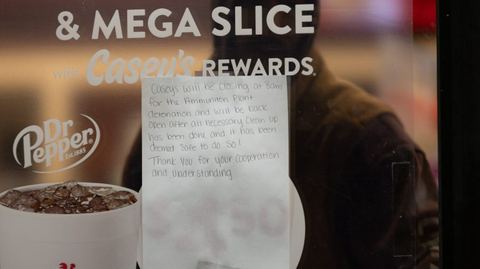 & MEGA SLICE
with Casey's REWARDS.
Casey's will be closing at 8am
for the Ammunition Plant
detonation and will be back
open after all necessary clean up
has been done and it has been
deemed safe to do so!
Thank you for your cooperation
and understanding.
Dr
Pepper